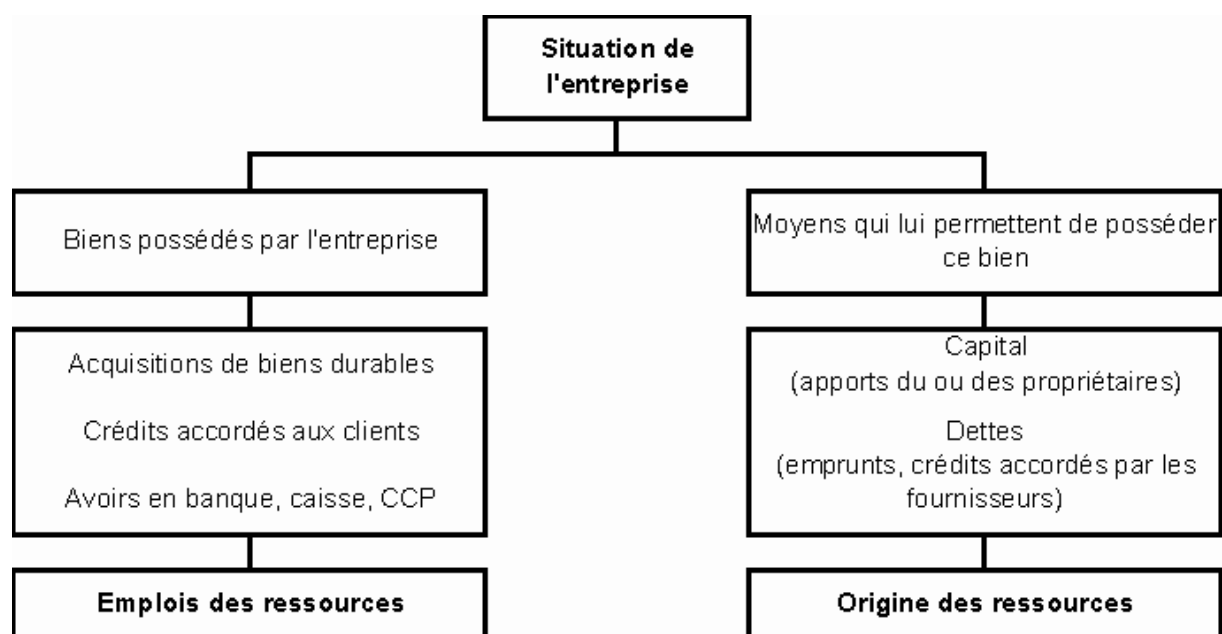 Situation de
l'entreprise
Biens possédés par l'entreprise
Moyens qui lui permettent de posséder
ce bien
Acquisitions de biens durables
Crédits accordés aux clients
Avoirs en banque, caisse, CCP
Capital
(apports du ou des propriétaires)
Dettes
(emprunts, crédits accordés par les
fournisseurs)
Emplois des ressources
Origine des ressources